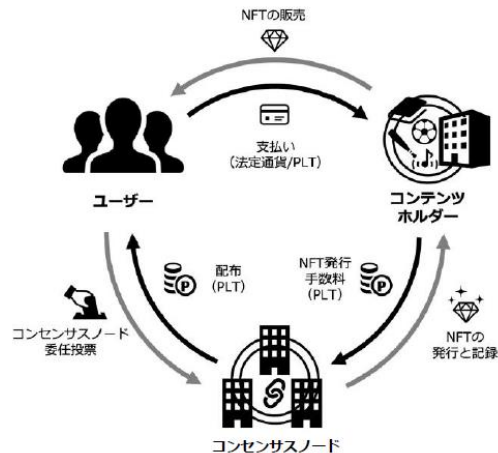 NFTの販売
支払い
(法定通貨/PLT)
ユーザー
コンテンツ
ホルダー
配布
(PLT)
P
NFT発行
手数料
(PLT)
P
コンセンサスノード
委任投票
NFTの
発行と記録
コンセンサスノード